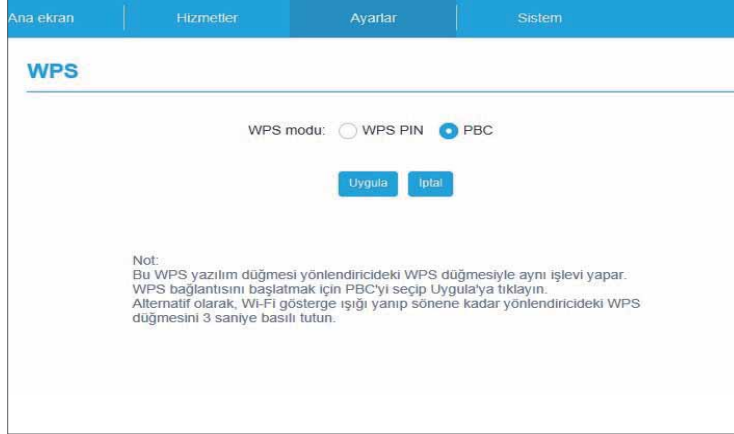 Ana ekran Hizmetler Ayarlar Sistem
WPS
WPS modu: WPS PIN PBC
Uygula İptal
Not:
Bu WPS yazılım düğmesi yönlendiricideki WPS düğmesiyle aynı işlevi yapar.
WPS bağlantısını başlatmak için PBC'yi seçip Uygula'ya tıklayın.
Alternatif olarak, Wi-Fi gösterge ışığı yanıp sönene kadar yönlendiricideki WPS
düğmesini 3 saniye basılı tutun.